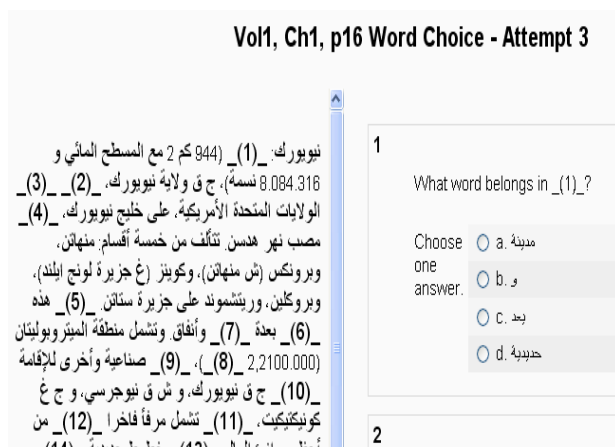 Vol1, Ch1, p16 Word Choice - Attempt 3
نيويورك: _(1)_ (944 كم 2 مع المسطح المائي و
8.084.316 نسمة)، ج ق ولاية نيويورك، _(2)_ _(3)_
الولايات المتحدة الأمريكية، على خليج نيويورك، _(4)_
مصب نهر هدسن. تتألف من خمسة أقسام: منهاتن،
وبرونكس (ش منهاتن)، وكوينز (غ جزيرة لونج ايلند)،
وبروكلين، وريتشموند على جزيرة ستاتن. _(5)_ هذه
_(6)_ بعدة _(7)_ وأنفاق. وتشمل منطقة الميتروبوليتان
(2,2100.000 _(8)_)، _(9)_ صناعية وأخرى للإقامة
_(10)_ ج ق نيويورك، و ش ق نيوجرسي، و ج غ
كونيكتيكيت. _(11)_ تشمل مرفأ فاخرا _(12)_ من
1
What word belongs in _(1)_?
Choose one answer.
a. مدينة
b. و
c. بعد
d. حديدية
2